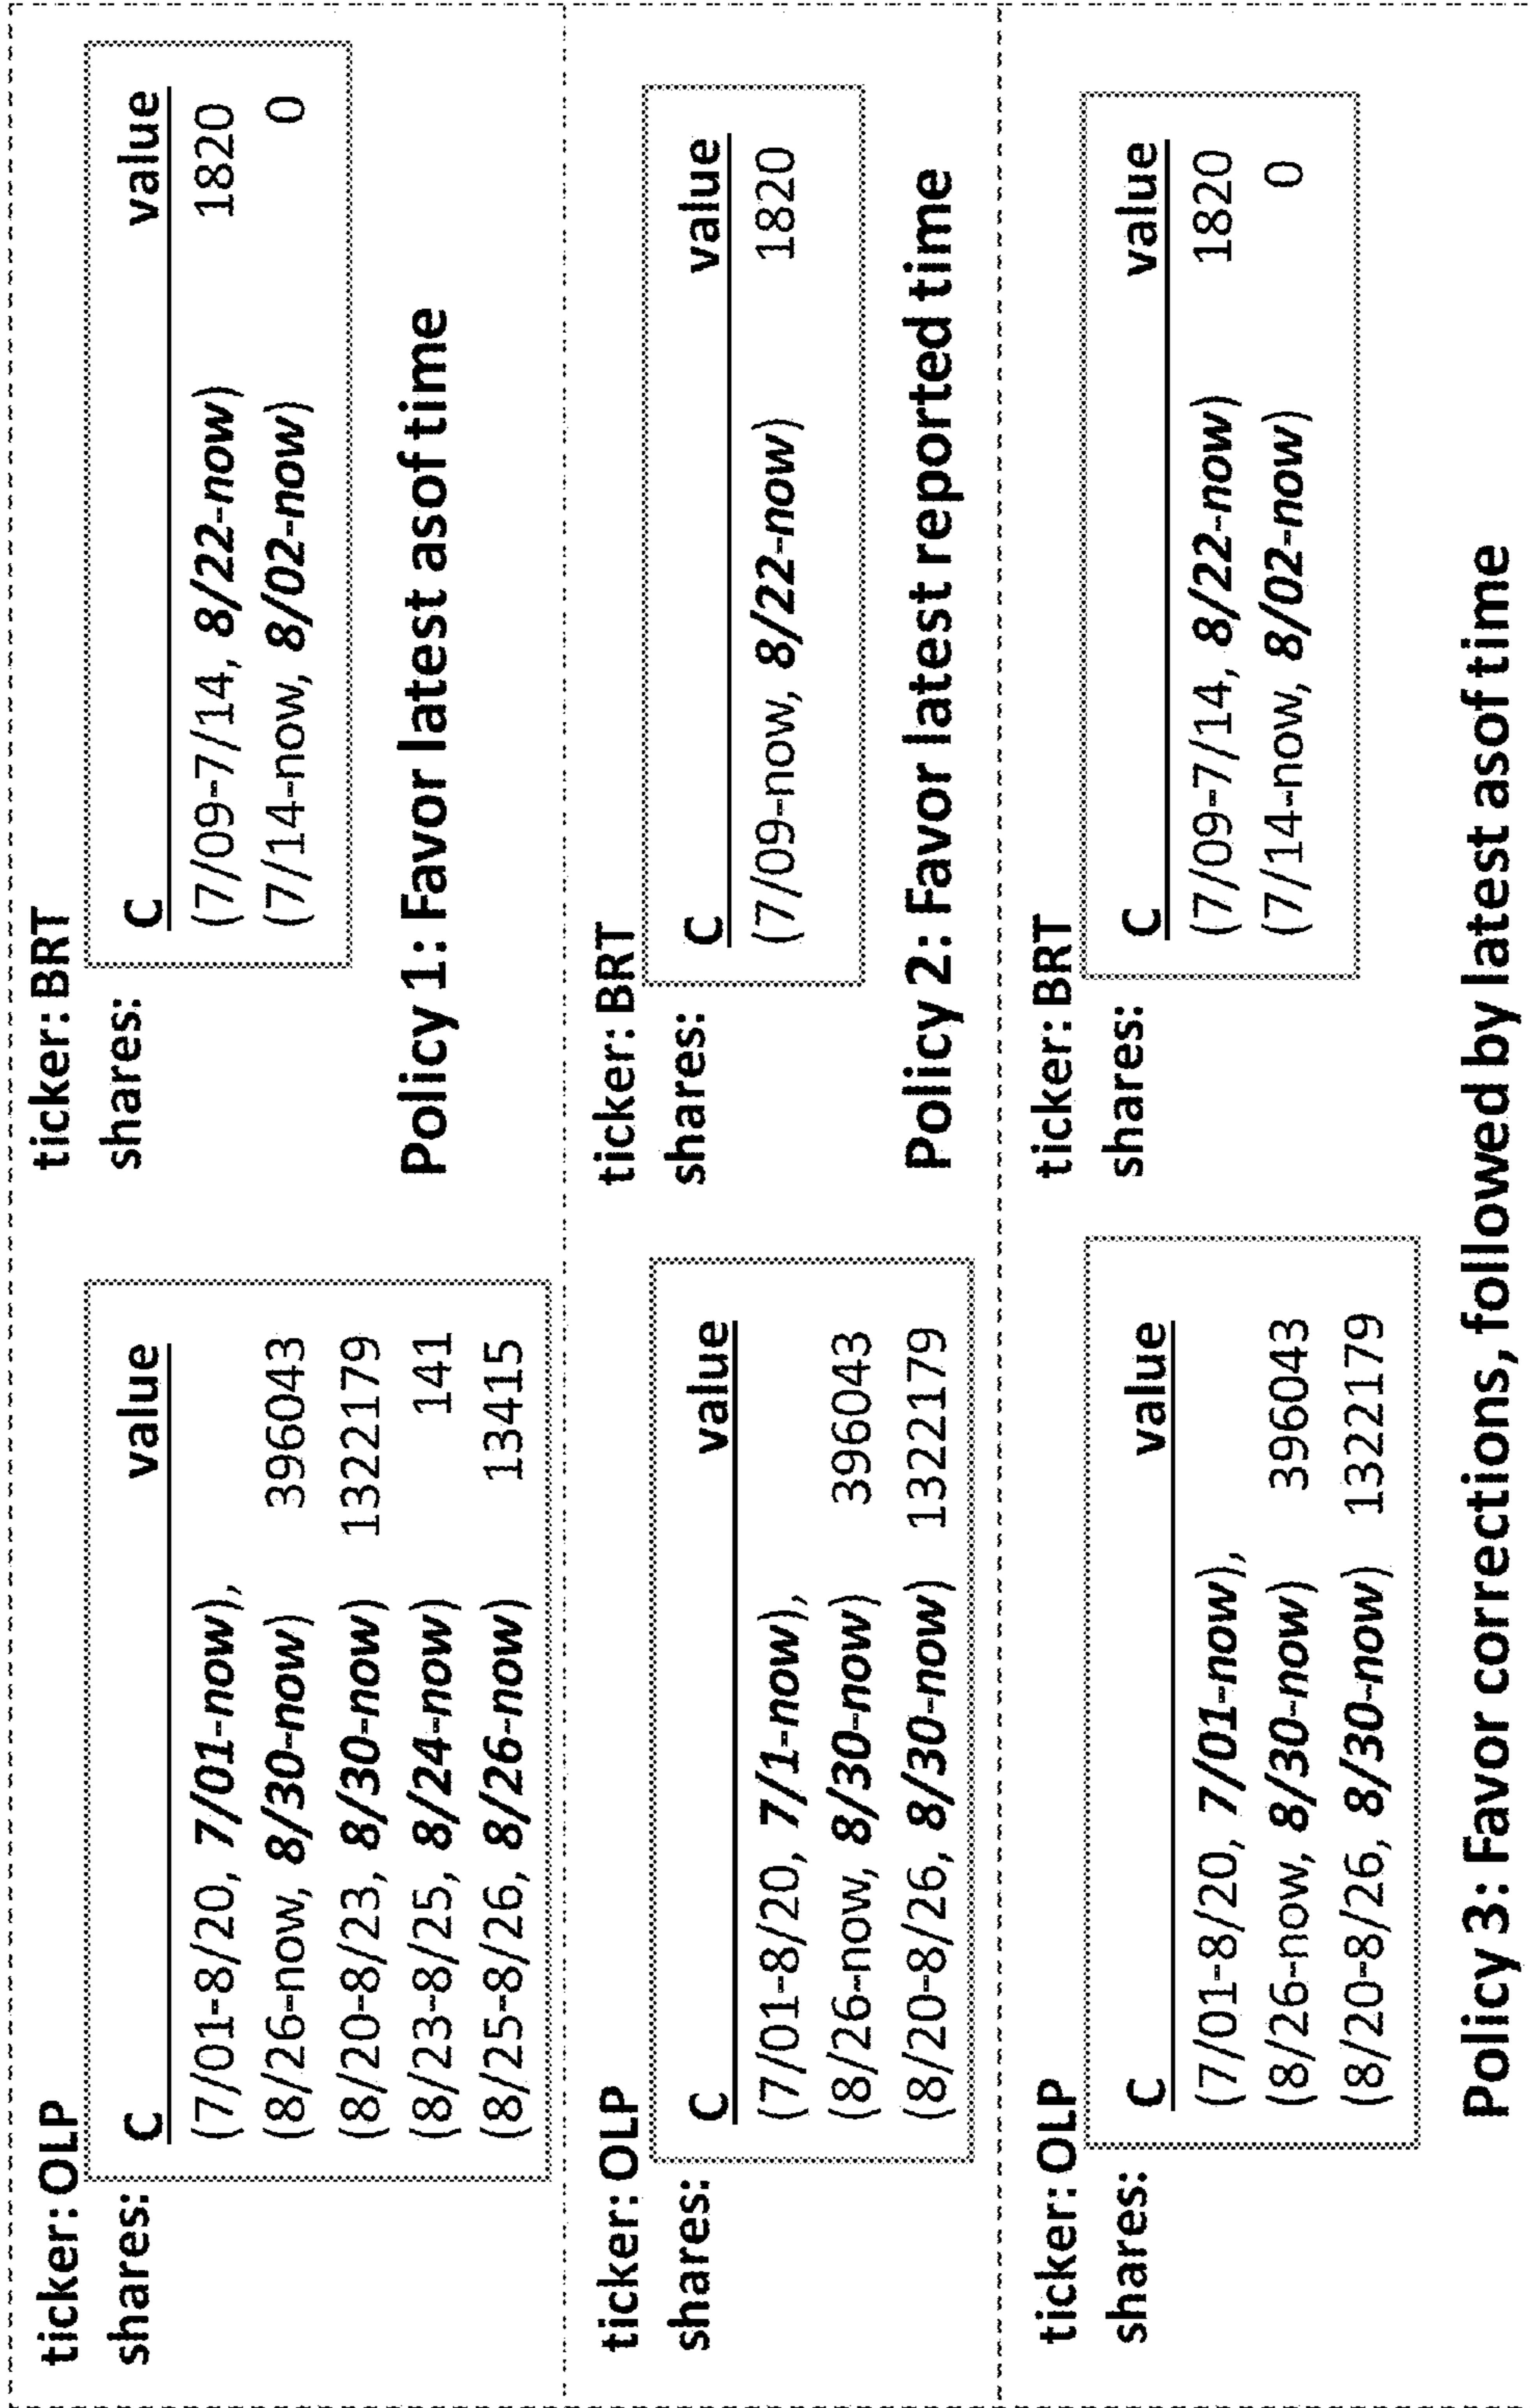 ticker: OLP
shares:
C value
(7/01-8/20, 7/01-now),
(8/26-now, 8/30-now) 396043
(8/20-8/23, 8/30-now) 1322179
(8/23-8/25, 8/24-now) 141
(8/25-8/26, 8/26-now) 13415
ticker: BRT
shares:
C value
(7/09-7/14, 8/22-now) 1820
(7/14-now, 8/02-now) 0
Policy 1: Favor latest asof time
ticker: OLP
shares:
C value
(7/01-8/20, 7/1-now),
(8/26-now, 8/30-now) 396043
(8/20-8/26, 8/30-now) 1322179
ticker: BRT
shares:
C value
(7/09-now, 8/22-now) 1820
Policy 2: Favor latest reported time
ticker: OLP
shares:
C value
(7/01-8/20, 7/01-now),
(8/26-now, 8/30-now) 396043
(8/20-8/26, 8/30-now) 1322179
ticker: BRT
shares:
C value
(7/09-7/14, 8/22-now) 1820
(7/14-now, 8/02-now) 0
Policy 3: Favor corrections, followed by latest asof time